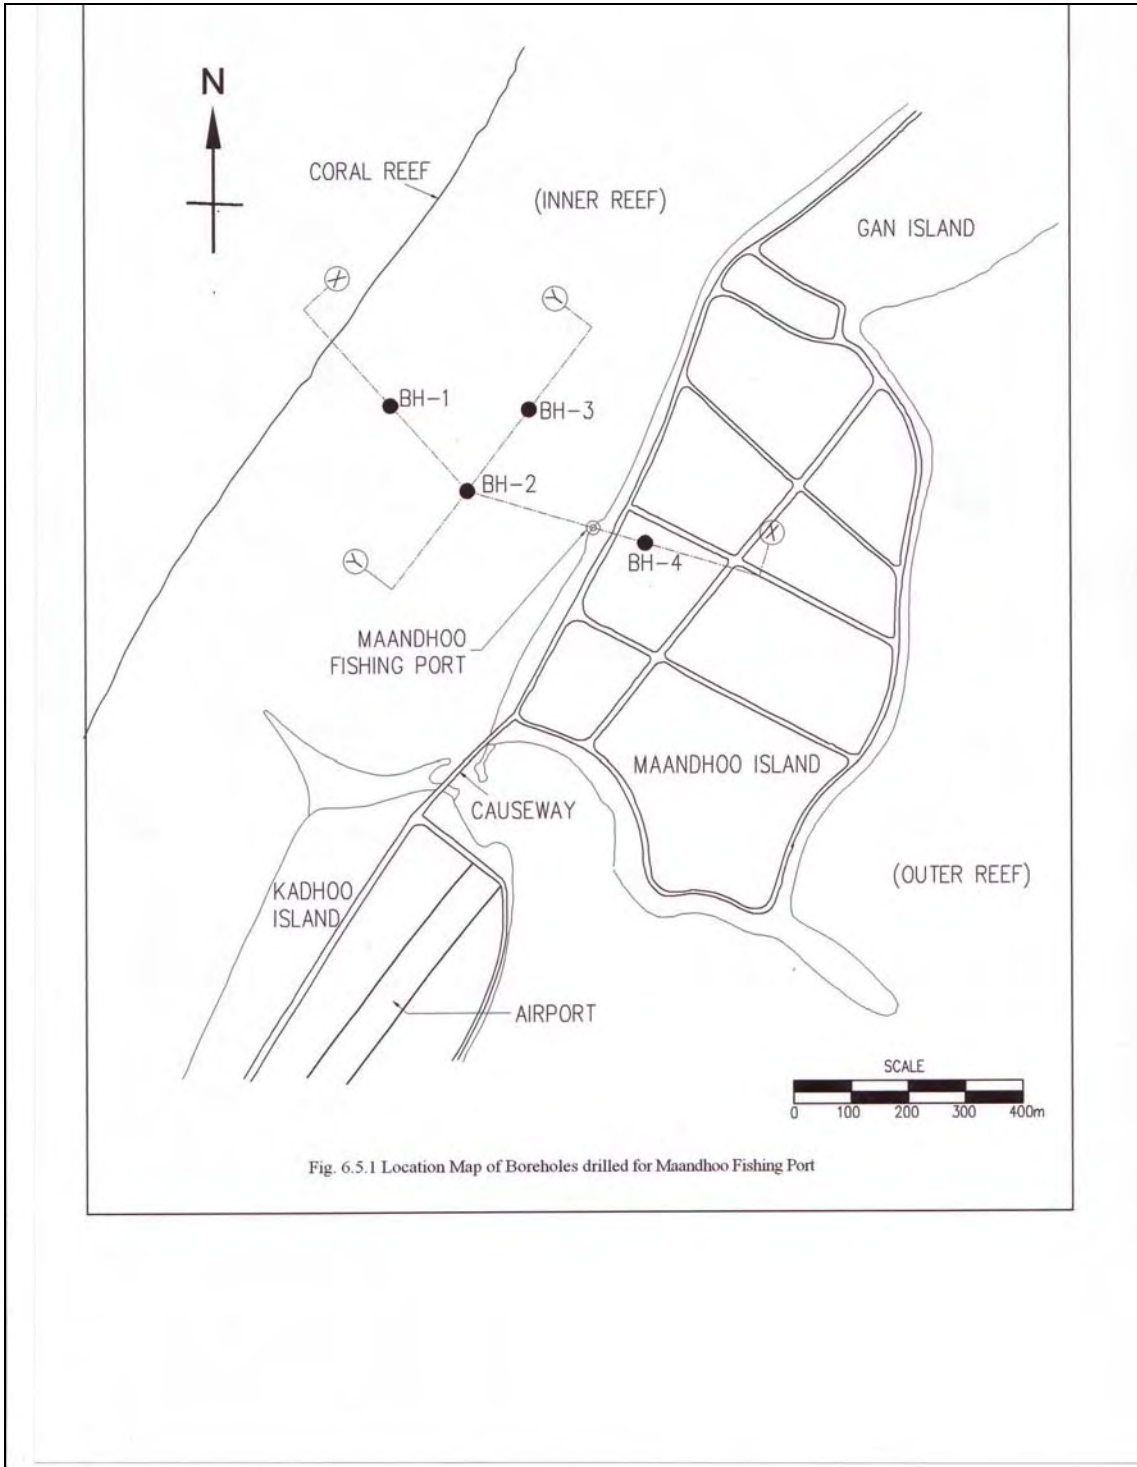 N
CORAL REEF
(INNER REEF)
GAN ISLAND
X
Y
BH-1
BH-3
BH-2
X
Y
BH-4
MAANDHOO
FISHING PORT
MAANDHOO ISLAND
CAUSEWAY
(OUTER REEF)
KADHOO
ISLAND
AIRPORT
SCALE
0 100 200 300 400m
Fig. 6.5.1 Location Map of Boreholes drilled for Maandhoo Fishing Port